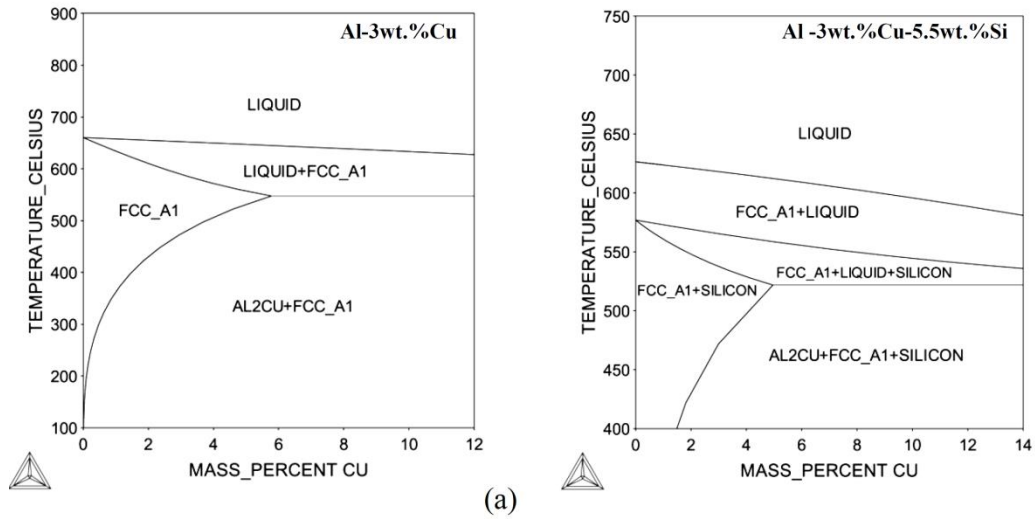 Al-3wt.%Cu
900
800
700
600
500
400
300
200
100
0
2
4
6
8
10
12
TEMPERATURE_CELSIUS
LIQUID
LIQUID+FCC_A1
FCC_A1
AL2CU+FCC_A1
MASS_PERCENT CU
Al -3wt.%Cu-5.5wt.%Si
750
700
650
600
550
500
450
400
0
2
4
6
8
10
12
14
TEMPERATURE_CELSIUS
LIQUID
FCC_A1+LIQUID
FCC_A1+LIQUID+SILICON
FCC_A1+SILICON
AL2CU+FCC_A1+SILICON
MASS_PERCENT CU
(a)